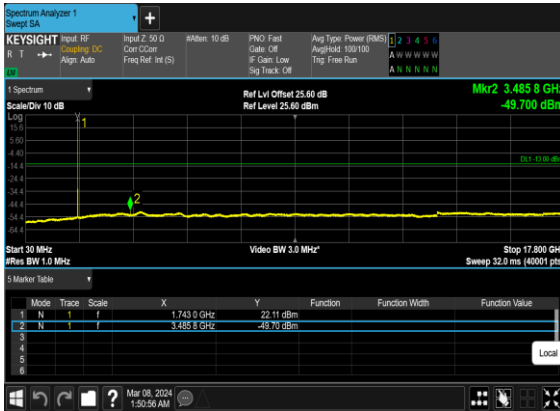 Spectrum Analyzer 1
Swept SA
KEYSIGHT Input: RF Input Z: 50 Ω #Atten: 10 dB PNO: Fast Avg Type: Power (RMS) 1 2 3 4 5 6
R T Coupling: DC Corr CCorr Gate: Off Avg|Hold: 100/100 A W W W W W
Align: Auto Freq Ref: Int (S) IF Gain: Low Trig: Free Run
Sig Track: Off A N N N N N
1 Spectrum Ref Lvl Offset 25.60 dB Mkr2 3.485 8 GHz
Scale/Div 10 dB Ref Level 25.60 dBm -49.700 dBm
Log
15.6
5.60
-4.40
DL1 -13.00 dBm
-14.4
-24.4
-34.4
-44.4
-54.4
-64.4
1
2
Start 30 MHz Video BW 3.0 MHz* Stop 17.800 GH
#Res BW 1.0 MHz Sweep 32.0 ms (40001 pts
5 Marker Table
Mode Trace Scale X Y Function Function Width Function Value
1 N 1 f 1.743 0 GHz 22.11 dBm
2 N 1 f 3.485 8 GHz -49.70 dBm
3
4
5
6
Local
? Mar 08, 2024
1:50:56 AM